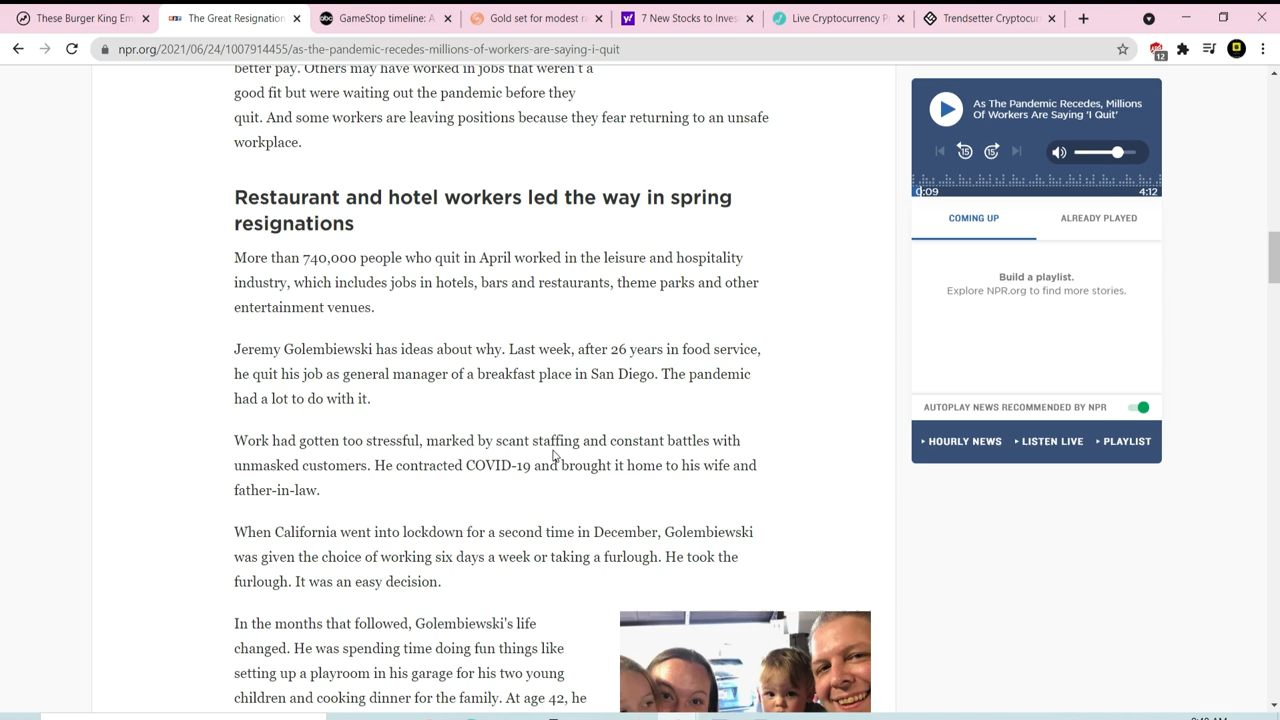 These Burger King Em
The Great Resignation
GameStop timeline: A
Gold set for modest r
7 New Stocks to Inves
Live Cryptocurrency P
Trendsetter Cryptocur
npr.org/2021/06/24/1007914455/as-the-pandemic-recedes-millions-of-workers-are-saying-i-quit
12
better pay. Others may have worked in jobs that weren't a
good fit but were waiting out the pandemic before they
quit. And some workers are leaving positions because they fear returning to an unsafe
workplace.
Restaurant and hotel workers led the way in spring
resignations
More than 740,000 people who quit in April worked in the leisure and hospitality
industry, which includes jobs in hotels, bars and restaurants, theme parks and other
entertainment venues.
Jeremy Golembiewski has ideas about why. Last week, after 26 years in food service,
he quit his job as general manager of a breakfast place in San Diego. The pandemic
had a lot to do with it.
Work had gotten too stressful, marked by scant staffing and constant battles with
unmasked customers. He contracted COVID-19 and brought it home to his wife and
father-in-law.
When California went into lockdown for a second time in December, Golembiewski
was given the choice of working six days a week or taking a furlough. He took the
furlough. It was an easy decision.
In the months that followed, Golembiewski's life
changed. He was spending time doing fun things like
setting up a playroom in his garage for his two young
children and cooking dinner for the family. At age 42, he
As The Pandemic Recedes, Millions
Of Workers Are Saying 'I Quit'
15
15
0:09
4:12
COMING UP
ALREADY PLAYED
Build a playlist.
Explore NPR.org to find more stories.
AUTOPLAY NEWS RECOMMENDED BY NPR
HOURLY NEWS
LISTEN LIVE
PLAYLIST